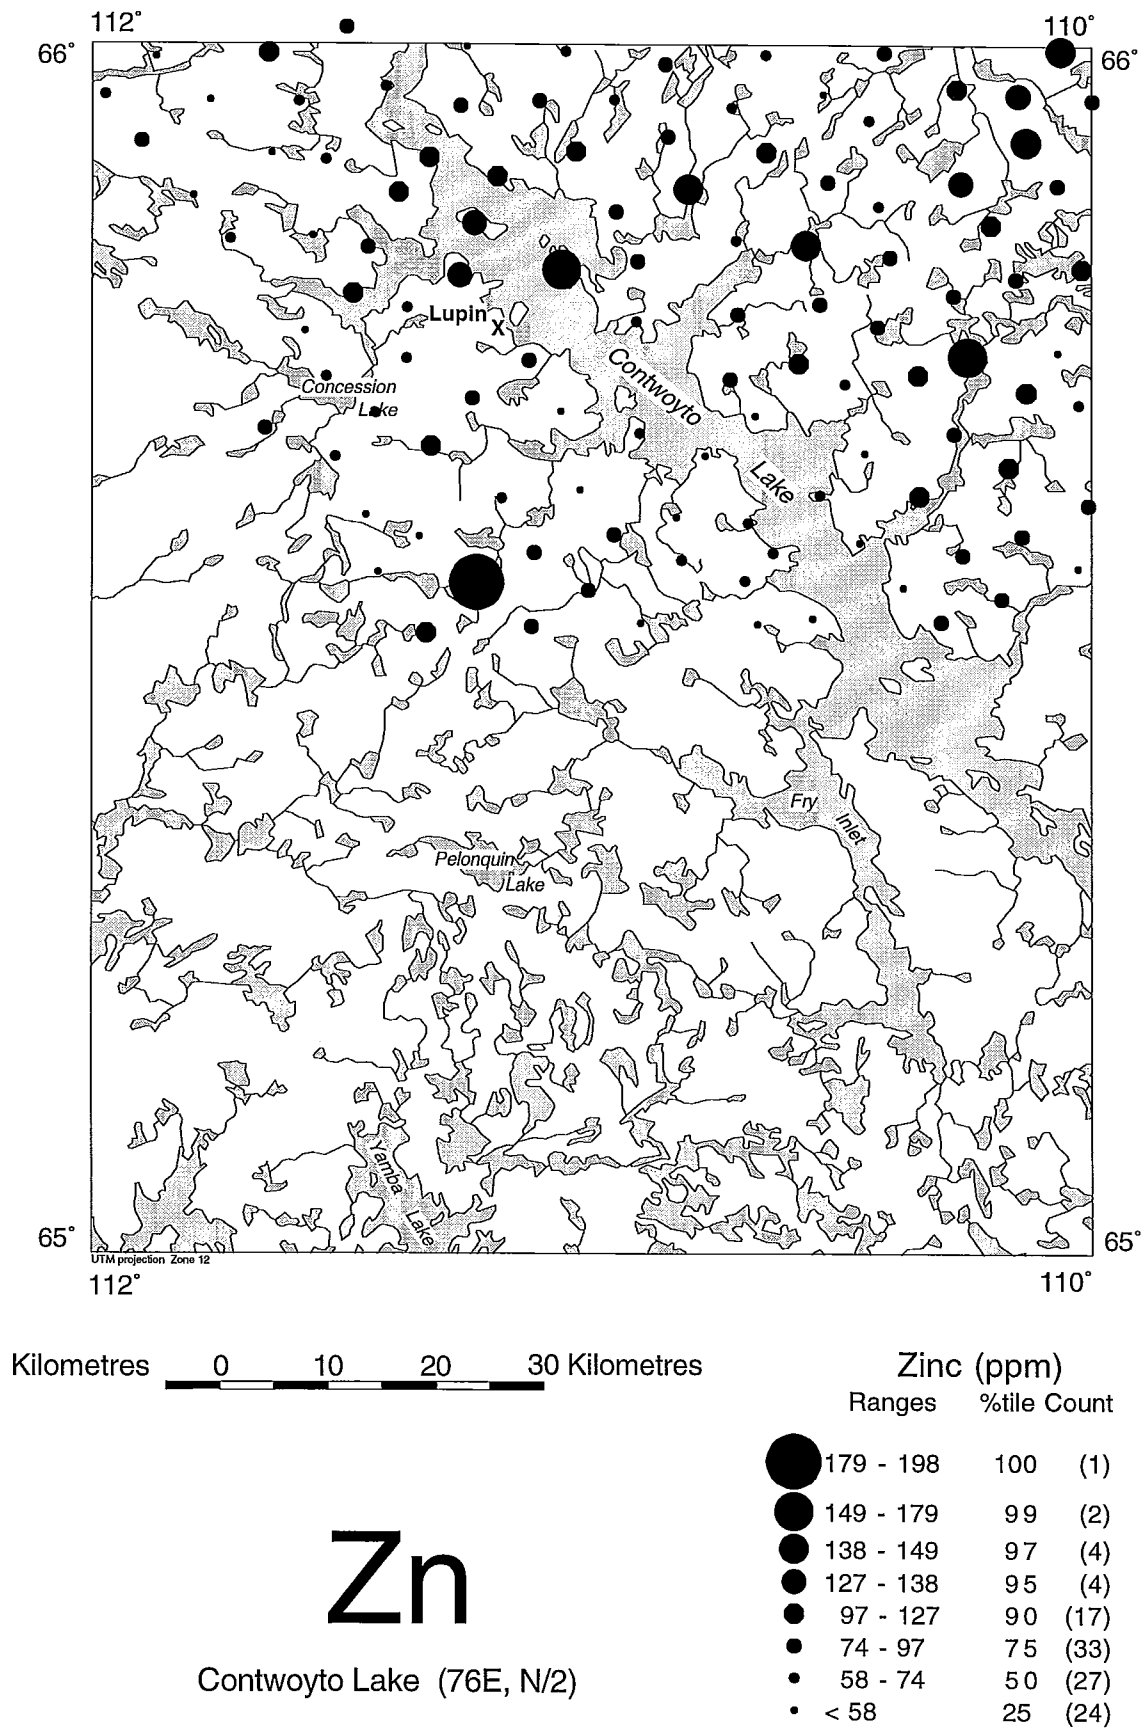 112° 110°
66° 66°
Lupin
X
Contwoyto
Concession
Lake
Lake
Fry
Inlet
Pelonquin
Lake
Yamba
Lake
65° 65°
UTM projection Zone 12
112° 110°
Kilometres 0 10 20 30 Kilometres
Zinc (ppm)
Ranges %tile Count
179 - 198 100 (1)
149 - 179 99 (2)
138 - 149 97 (4)
127 - 138 95 (4)
97 - 127 90 (17)
74 - 97 75 (33)
58 - 74 50 (27)
< 58 25 (24)
Zn
Contwoyto Lake (76E, N/2)